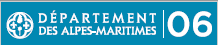 DÉPARTEMENT
DES ALPES-MARITIMES
06